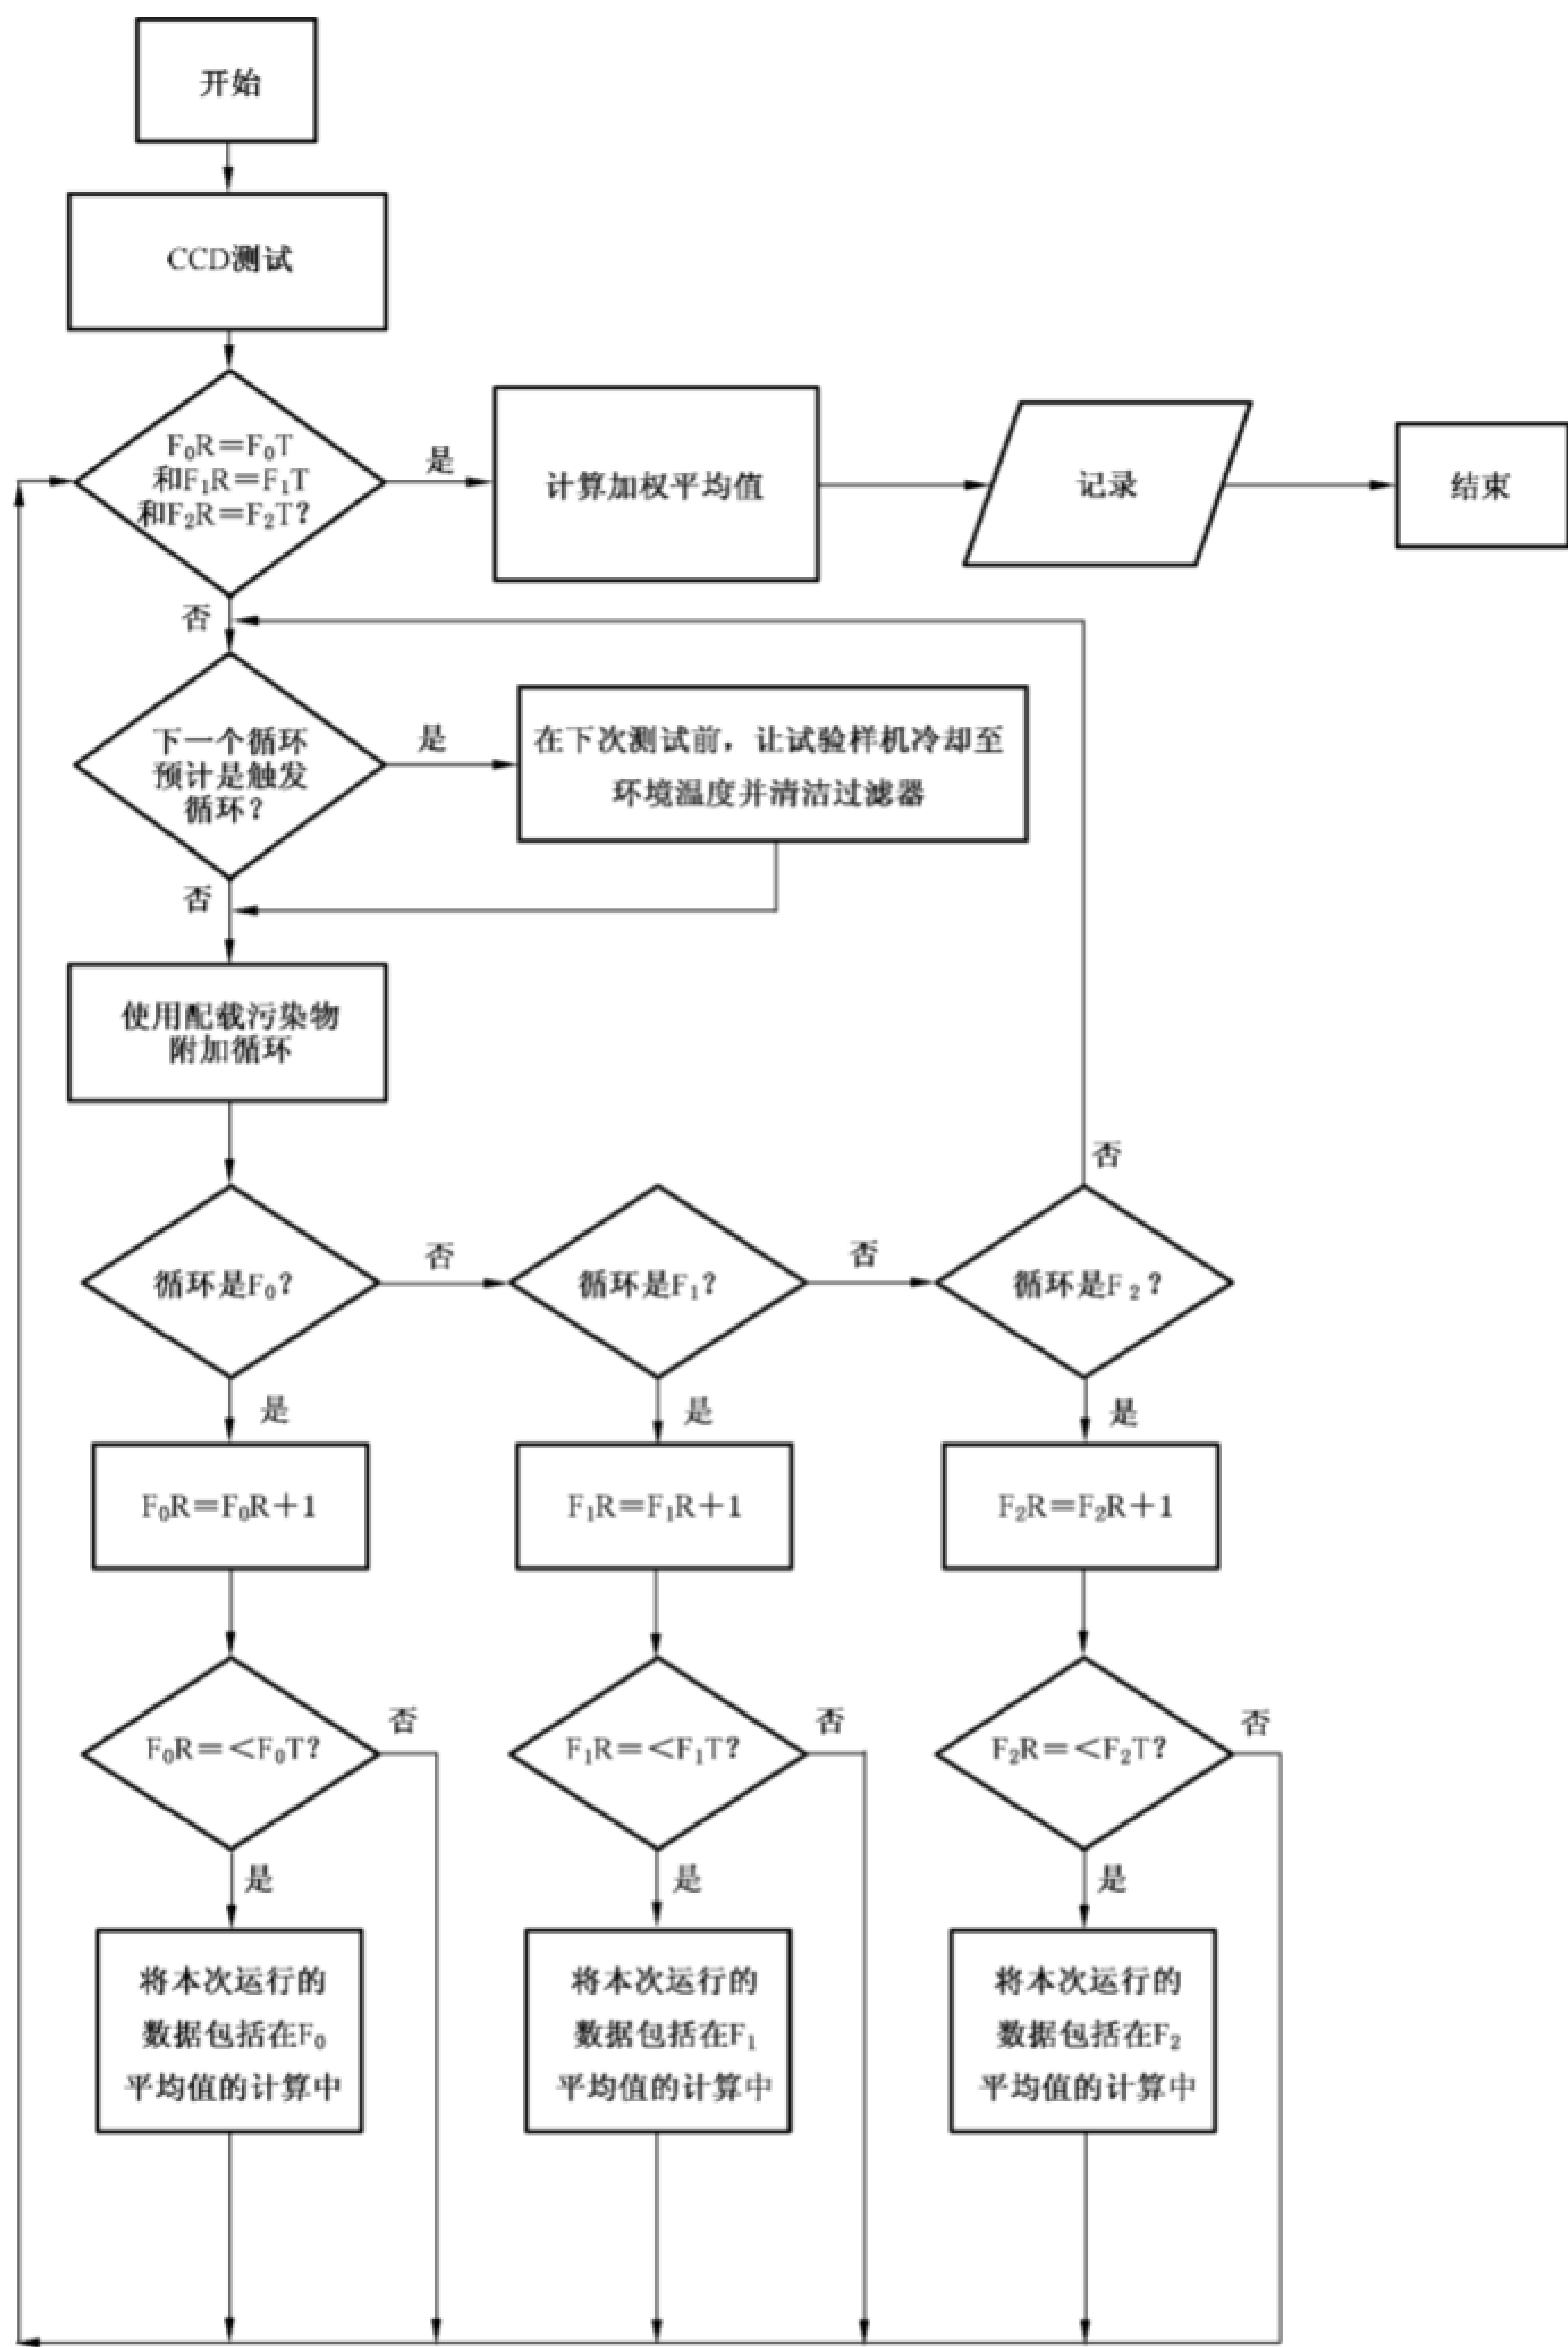 开始
CCD测试
F₀R＝F₀T
和F₁R＝F₁T
和F₂R＝F₂T？
是
计算加权平均值
记录
结束
否
下一个循环
预计是触发
循环？
是
在下次测试前，让试验样机冷却至
环境温度并清洁过滤器
否
使用配载污染物
附加循环
循环是F₀？
否
循环是F₁？
否
循环是F₂？
否
是
是
是
F₀R＝F₀R＋1
F₁R＝F₁R＋1
F₂R＝F₂R＋1
F₀R＝＜F₀T？
否
F₁R＝＜F₁T？
否
F₂R＝＜F₂T？
否
是
是
是
将本次运行的
数据包括在F₀
平均值的计算中
将本次运行的
数据包括在F₁
平均值的计算中
将本次运行的
数据包括在F₂
平均值的计算中